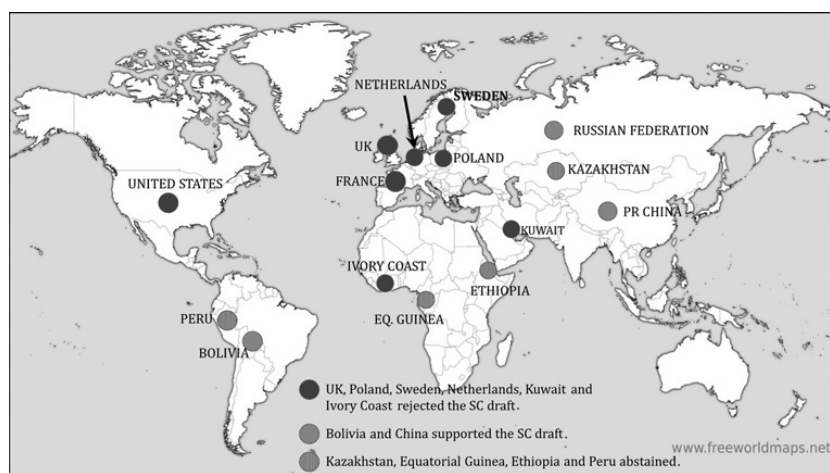 NETHERLANDS
SWEDEN
UK
POLAND
RUSSIAN FEDERATION
KAZAKHSTAN
FRANCE
UNITED STATES
PR CHINA
KUWAIT
IVORY COAST
ETHIOPIA
EQ. GUINEA
PERU
BOLIVIA
UK, Poland, Sweden, Netherlands, Kuwait and
Ivory Coast rejected the SC draft.
Bolivia and China supported the SC draft.
www.freeworldmaps.net
Kazakhstan, Equatorial Guinea, Ethiopia and Peru abstained.